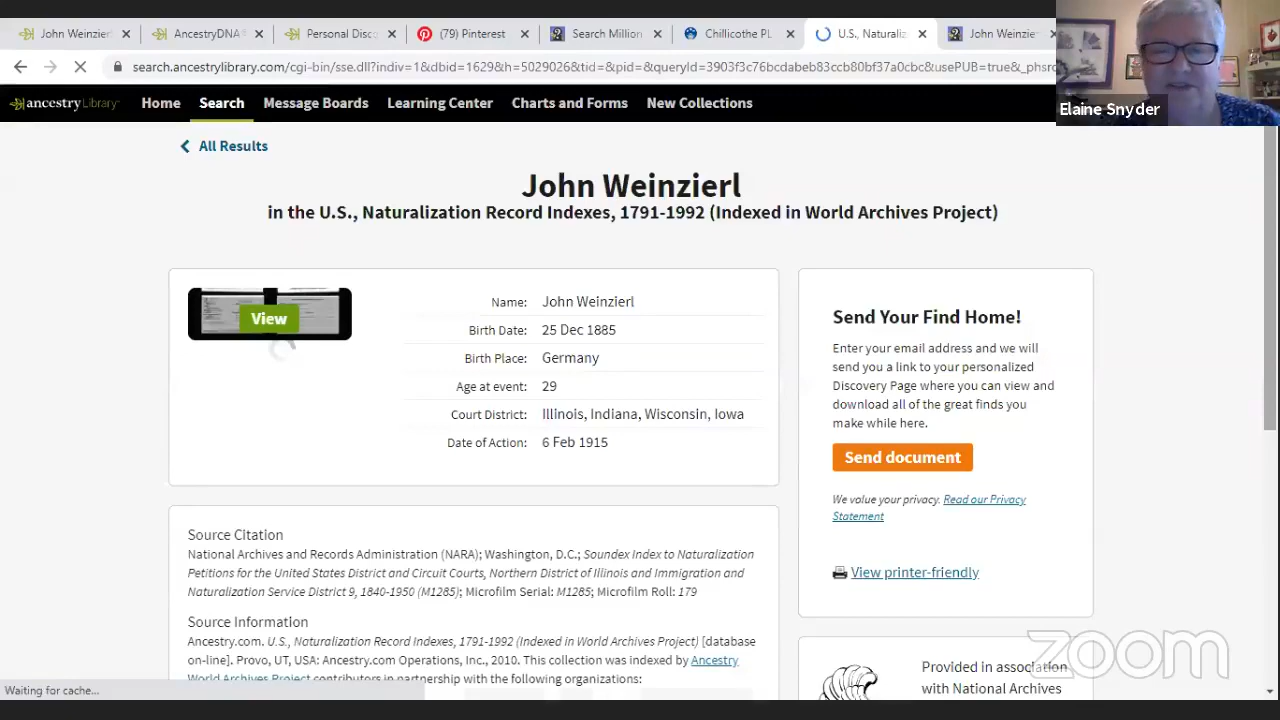 John Weinzier
AncestryDNA®
Personal Disco
(79) Pinterest
Search Million
Chillicothe PL
U.S., Naturaliz
John Weinzie
search.ancestrylibrary.com/cgi-bin/sse.dll?indiv=1&dbid=1629&h=502985&tid=&pid=&queryId=3903f3c76bcdabeb83ccb80bf37a0cbc&usePUB=true&_phsrc
ancestryLibrary
Home
Search
Message Boards
Learning Center
Charts and Forms
New Collections
Elaine Snyder
All Results
John Weinzierl
in the U.S., Naturalization Record Indexes, 1791-1992 (Indexed in World Archives Project)
View
Name: John Weinzierl
Birth Date: 25 Dec 1885
Birth Place: Germany
Age at event: 29
Court District: Illinois, Indiana, Wisconsin, Iowa
Date of Action: 6 Feb 1915
Send Your Find Home!
Enter your email address and we will
send you a link to your personalized
Discovery Page where you can view and
download all of the great finds you
make while here.
Send document
We value your privacy. Read our Privacy
Statement
View printer-friendly
Source Citation
National Archives and Records Administration (NARA); Washington, D.C.; Soundex Index to Naturalization
Petitions for the United States District and Circuit Courts, Northern District of Illinois and Immigration and
Naturalization Service District 9, 1840-1950 (M1285); Microfilm Serial: M1285; Microfilm Roll: 179
Source Information
Ancestry.com. U.S., Naturalization Record Indexes, 1791-1992 (Indexed in World Archives Project) [database
on-line]. Provo, UT, USA: Ancestry.com Operations, Inc., 2010. This collection was indexed by Ancestry
World Archives Project contributors in partnership with the following organizations:
Provided in association
with National Archives
Waiting for cache...
zoom